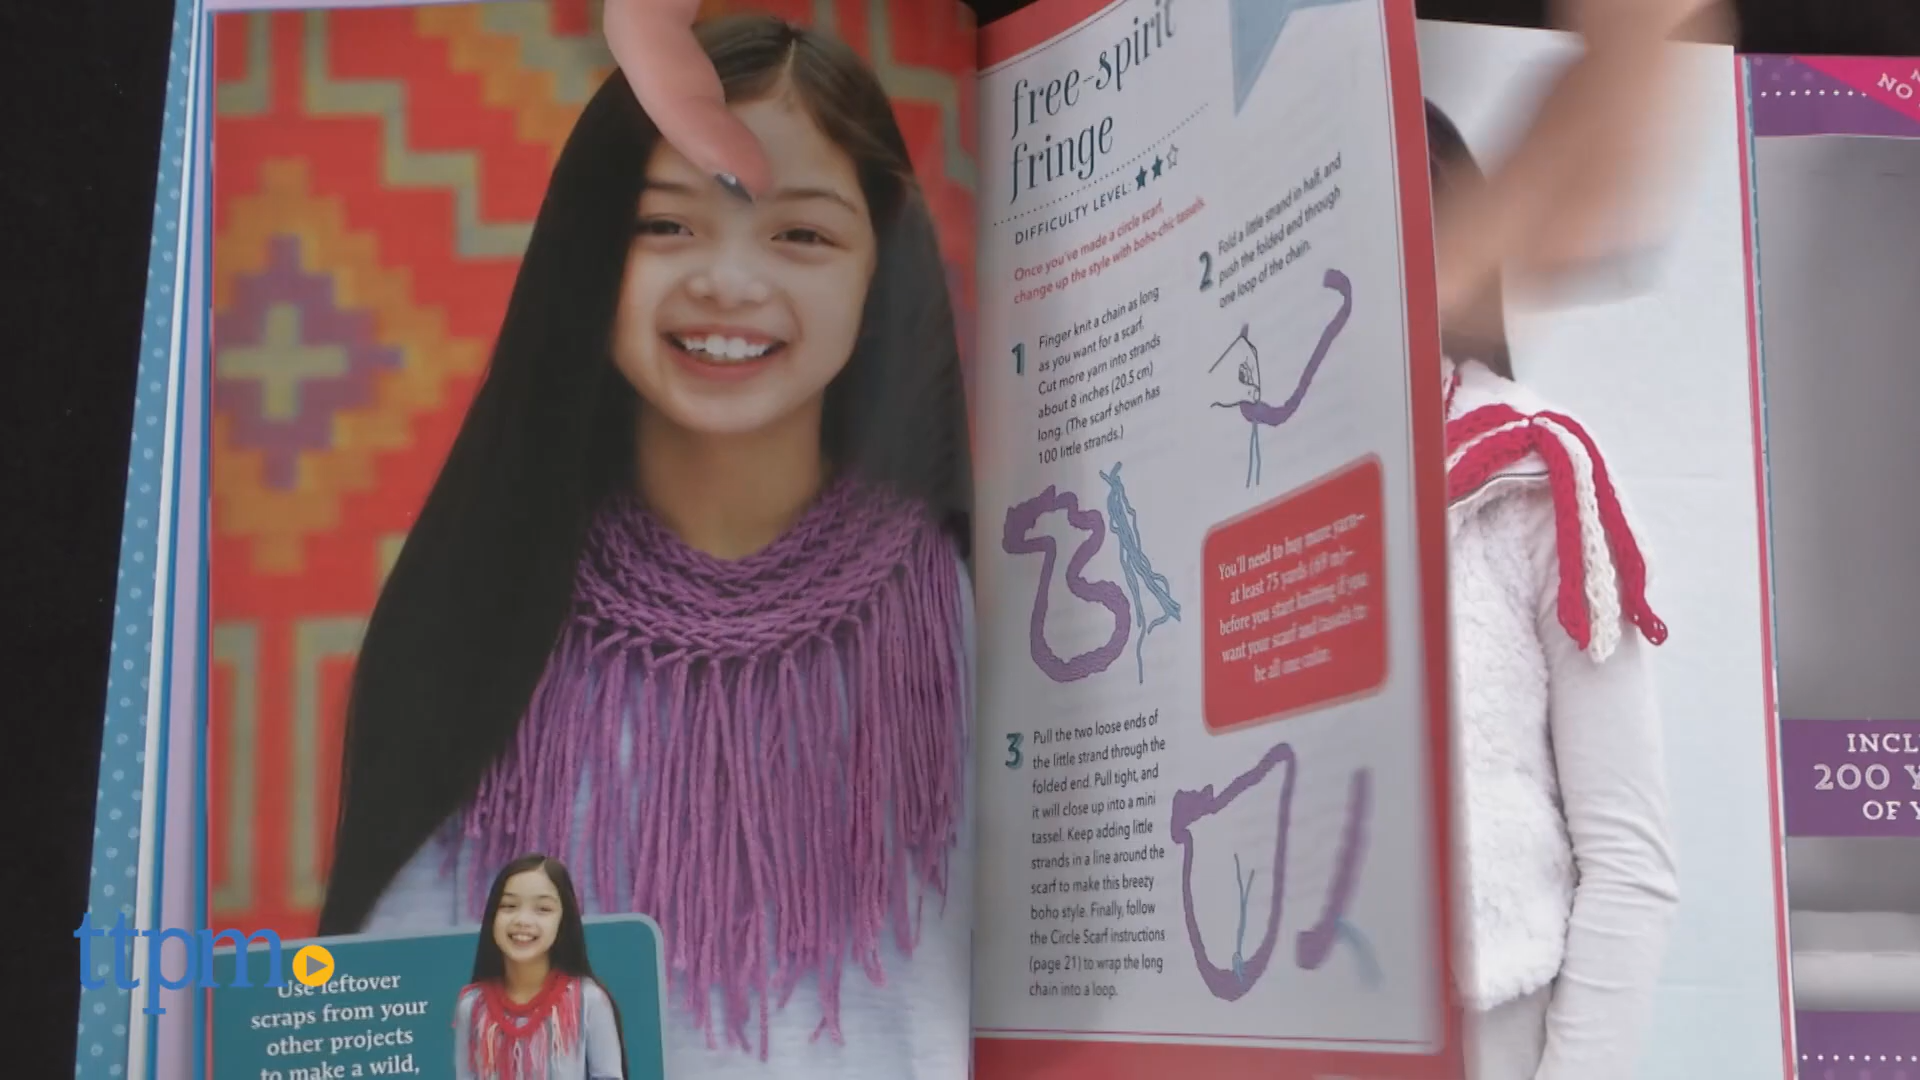 free-spirit
fringe
DIFFICULTY LEVEL:
Once you've made a circle scarf,
change up the style with boho-chic tassels
1
Finger knit a chain as long
as you want for a scarf.
Cut more yarn into strands
about 8 inches (20.5 cm)
long. (The scarf shown has
100 little strands.)
2
Fold a little strand in half, and
push the folded end through
one loop of the chain.
You'll need to buy more yarn—
at least 75 yards (69 m)—
before you start knitting if you
want your scarf and tassels to
be all one color.
3
Pull the two loose ends of
the little strand through the
folded end. Pull tight, and
it will close up into a mini
tassel. Keep adding little
strands in a line around the
scarf to make this breezy
boho style. Finally, follow
the Circle Scarf instructions
(page 21) to wrap the long
chain into a loop.
Use leftover
scraps from your
other projects
to make a wild,
ttpm
NO
INCL
200 Y
OF Y